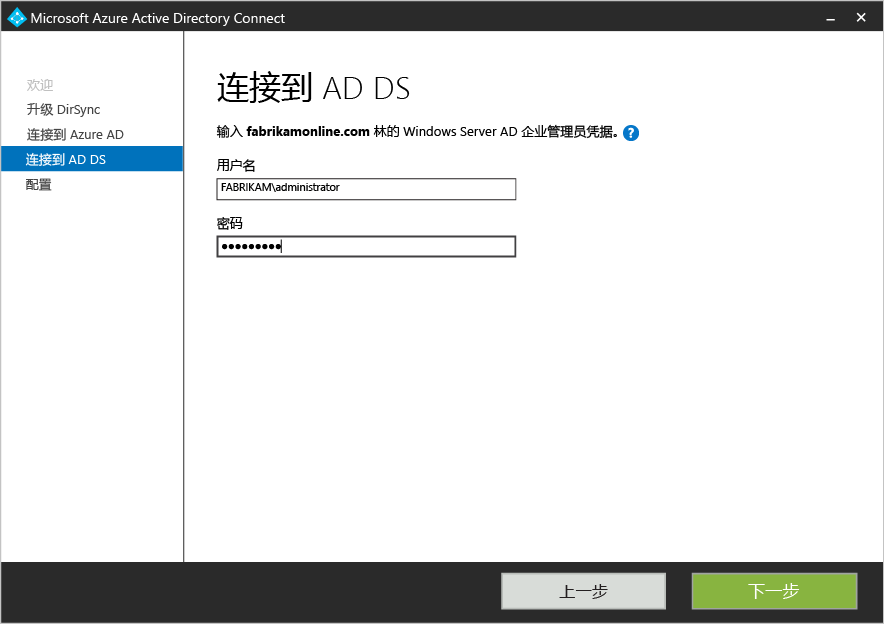 Microsoft Azure Active Directory Connect
欢迎
升级 DirSync
连接到 Azure AD
连接到 AD DS
配置
连接到 AD DS
输入 fabrikamonline.com 林的 Windows Server AD 企业管理员凭据。 ?
用户名
FABRIKAM\administrator
密码
●●●●●●●●●
上一步
下一步